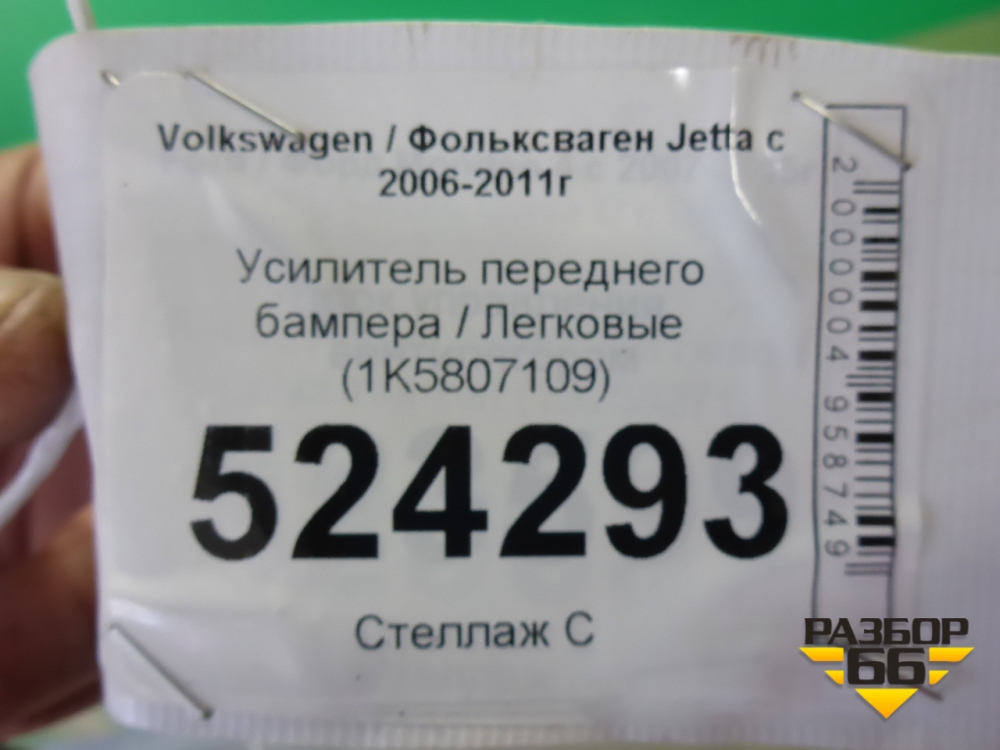 Volkswagen / Фольксваген Jetta с
2006-2011г
Усилитель переднего
бампера / Легковые
(1K5807109)
524293
Стеллаж С
2000004958749
РАЗБОР
66